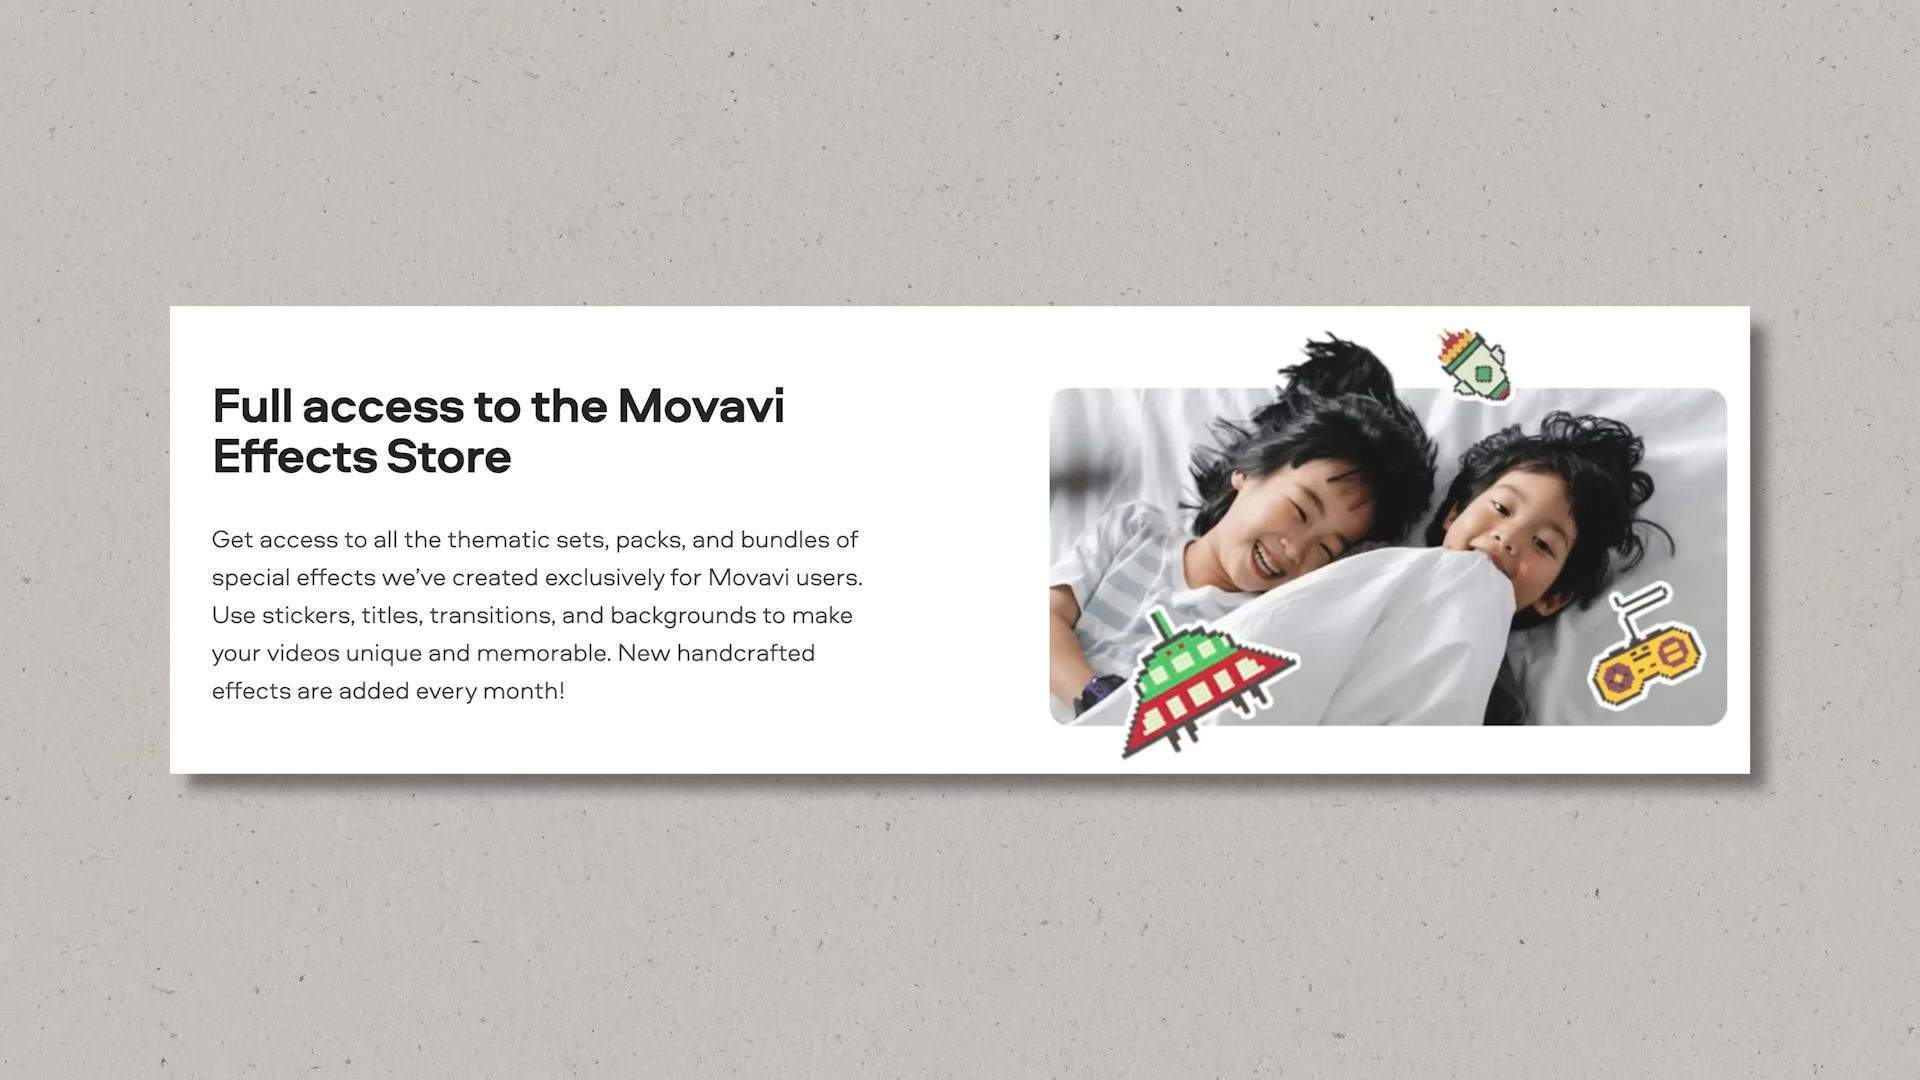 Full access to the Movavi
Effects Store
Get access to all the thematic sets, packs, and bundles of
special effects we’ve created exclusively for Movavi users.
Use stickers, titles, transitions, and backgrounds to make
your videos unique and memorable. New handcrafted
effects are added every month!